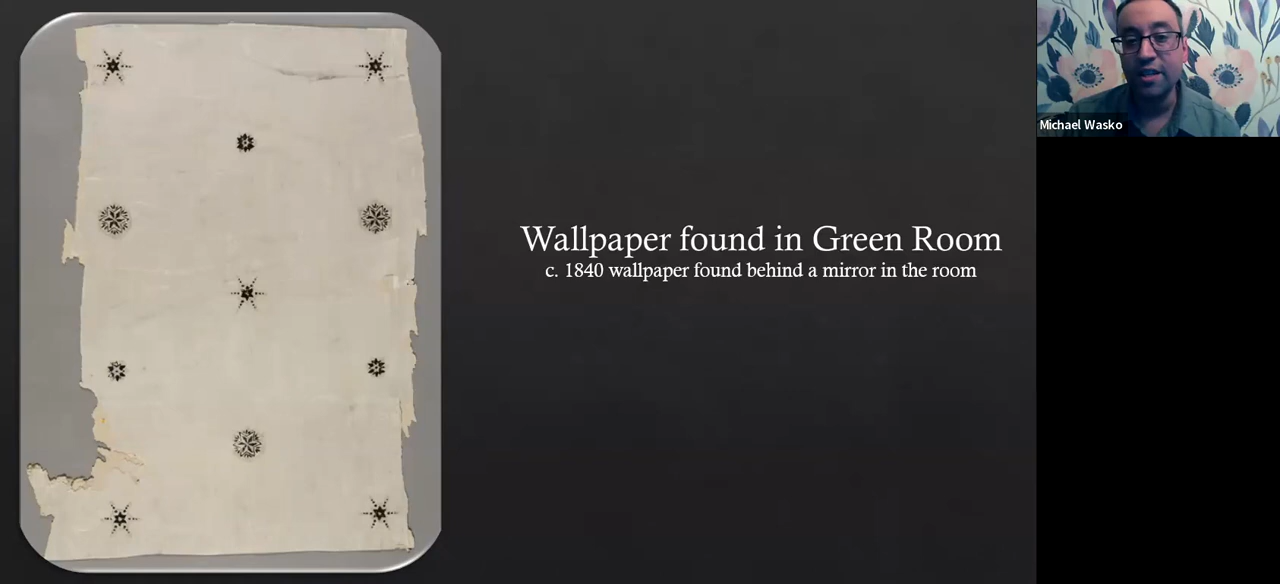 Wallpaper found in Green Room
c. 1840 wallpaper found behind a mirror in the room
Michael Wasko